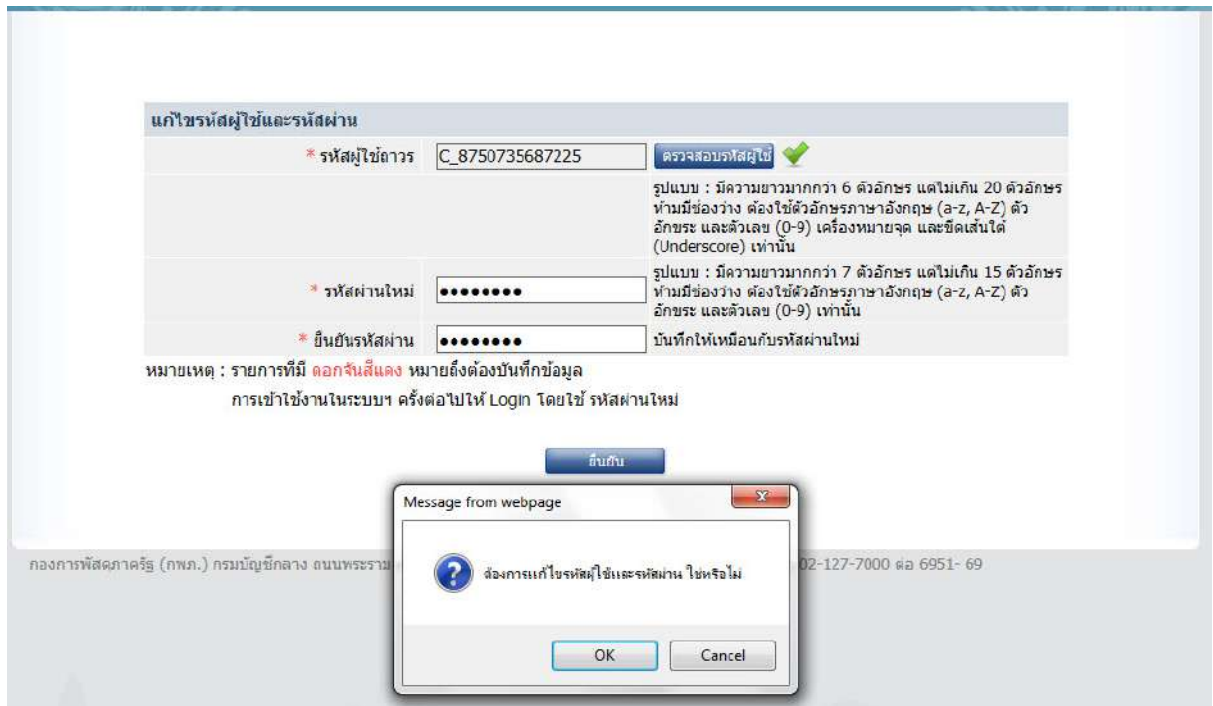 แก้ไขรหัสผู้ใช้และรหัสผ่าน
* รหัสผู้ใช้ถาวร C_8750735687225 ตรวจสอบรหัสผู้ใช้
รูปแบบ : มีความยาวมากกว่า 6 ตัวอักษร แต่ไม่เกิน 20 ตัวอักษร
ห้ามมีช่องว่าง ต้องใช้ตัวอักษรภาษาอังกฤษ (a-z, A-Z) ตัว
อักขระ และตัวเลข (0-9) เครื่องหมายจุด และขีดเส้นใต้
(Underscore) เท่านั้น
* รหัสผ่านใหม่ ●●●●●●●●
รูปแบบ : มีความยาวมากกว่า 7 ตัวอักษร แต่ไม่เกิน 15 ตัวอักษร
ห้ามมีช่องว่าง ต้องใช้ตัวอักษรภาษาอังกฤษ (a-z, A-Z) ตัว
อักขระ และตัวเลข (0-9) เท่านั้น
* ยืนยันรหัสผ่าน ●●●●●●●● บันทึกให้เหมือนกับรหัสผ่านใหม่
หมายเหตุ : รายการที่มี ดอกจันสีแดง หมายถึงต้องบันทึกข้อมูล
การเข้าใช้งานในระบบฯ ครั้งต่อไปให้ Login โดยใช้ รหัสผ่านใหม่
ยืนยัน
Message from webpage
กองการพัสดุภาครัฐ (กพภ.) กรมบัญชีกลาง ถนนพระราม 02-127-7000 ต่อ 6951- 69
ต้องการแก้ไขรหัสผู้ใช้และรหัสผ่าน ใช่หรือไม่
OK Cancel